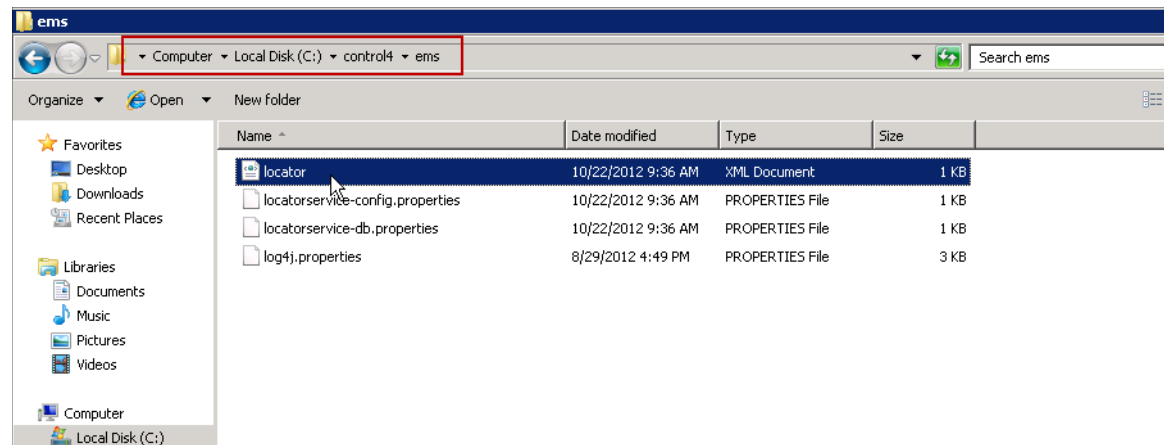 ems
Computer Local Disk (C:) control4 ems
Search ems
Organize Open New folder
Name Date modified Type Size
Favorites
Desktop
Downloads
Recent Places
Libraries
Documents
Music
Pictures
Videos
Computer
Local Disk (C:)
locator 10/22/2012 9:36 AM XML Document 1 KB
locatorservice-config.properties 10/22/2012 9:36 AM PROPERTIES File 1 KB
locatorservice-db.properties 10/22/2012 9:36 AM PROPERTIES File 1 KB
log4j.properties 8/29/2012 4:49 PM PROPERTIES File 3 KB